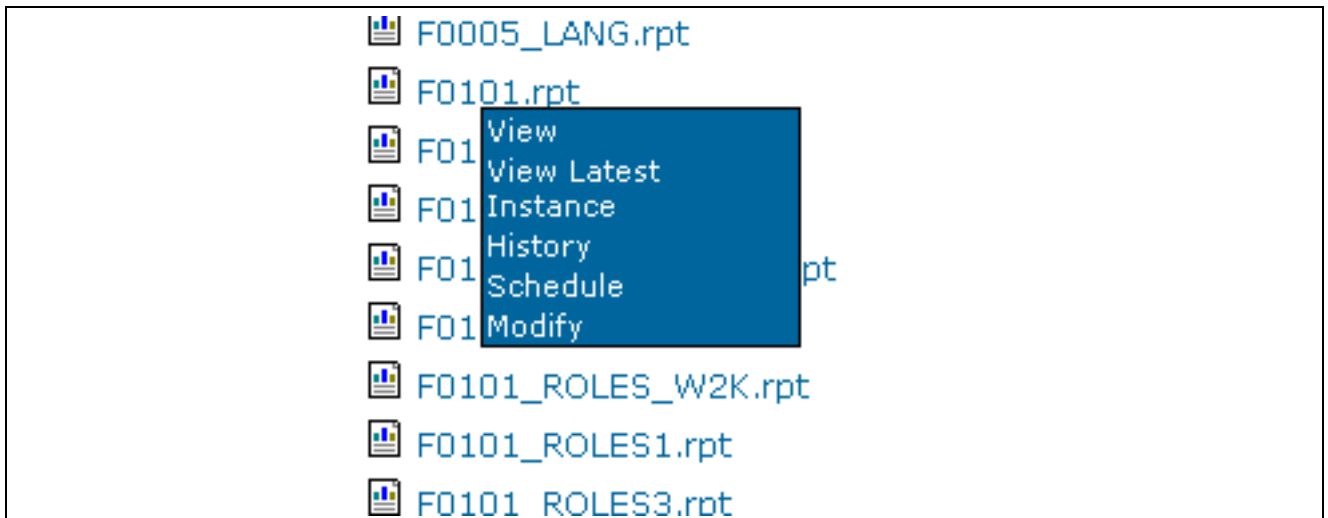 F0005_LANG.rpt
F0101.rpt
View
F01
View Latest
F01 Instance
History
F01 pt
Schedule
F01 Modify
F0101_ROLES_W2K.rpt
F0101_ROLES1.rpt
F0101_ROLES3.rpt